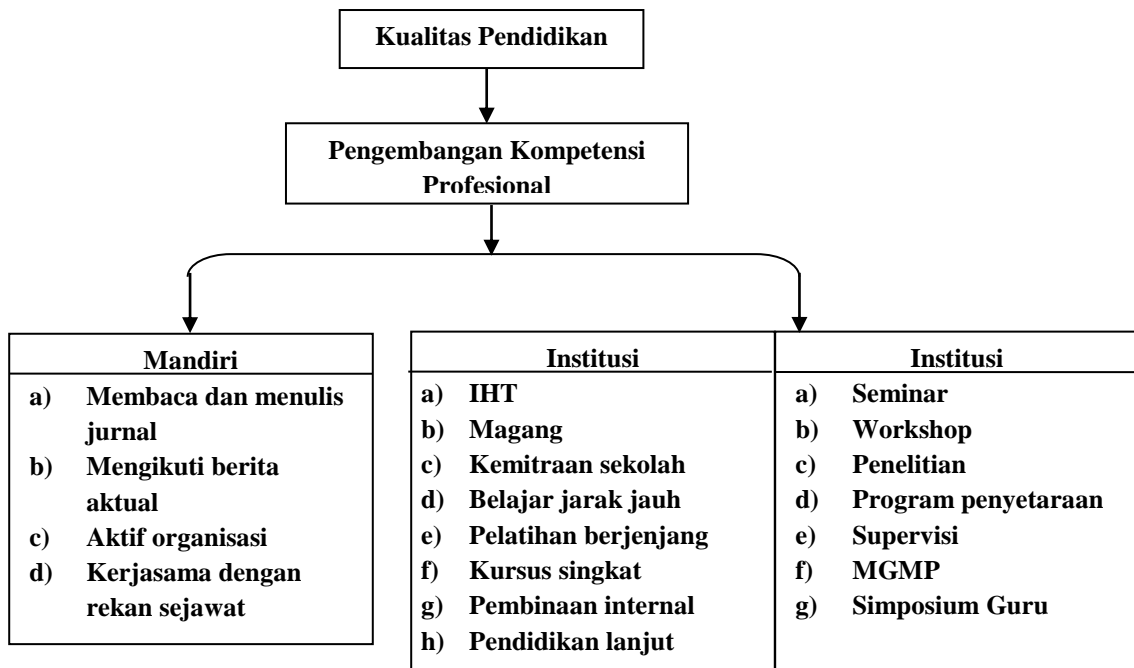 Kualitas Pendidikan
Pengembangan Kompetensi
Profesional
Mandiri
a) Membaca dan menulis
jurnal
b) Mengikuti berita
aktual
c) Aktif organisasi
d) Kerjasama dengan
rekan sejawat
Institusi
a) IHT
b) Magang
c) Kemitraan sekolah
d) Belajar jarak jauh
e) Pelatihan berjenjang
f) Kursus singkat
g) Pembinaan internal
h) Pendidikan lanjut
Institusi
a) Seminar
b) Workshop
c) Penelitian
d) Program penyetaraan
e) Supervisi
f) MGMP
g) Simposium Guru